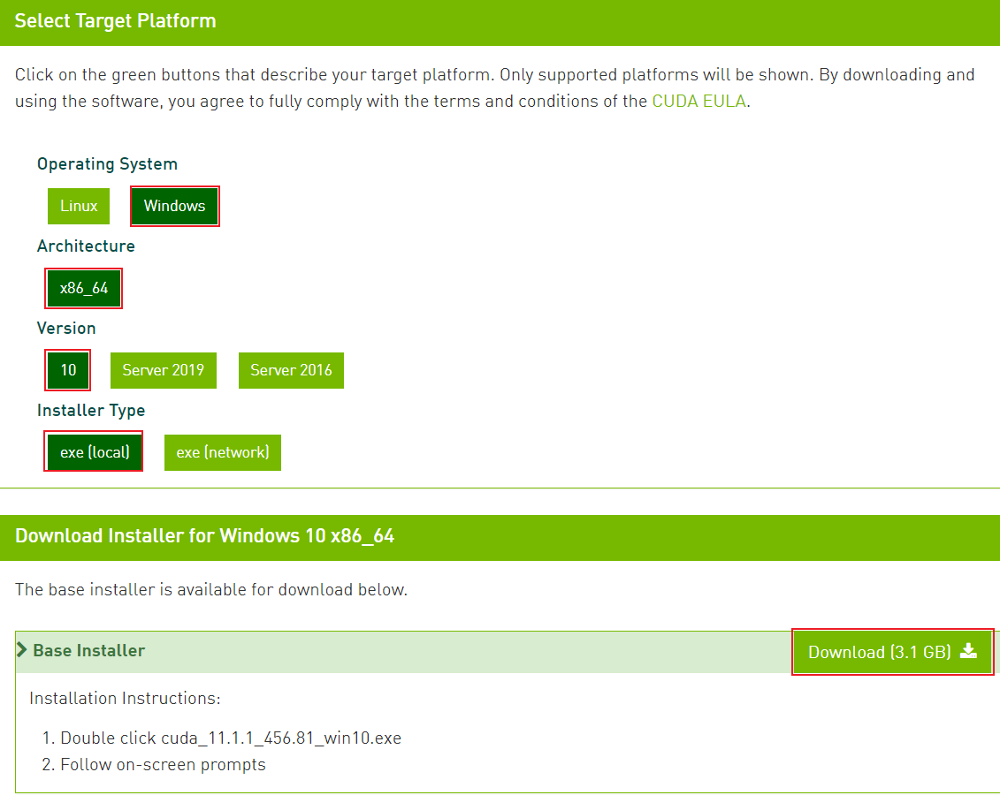 Select Target Platform
Click on the green buttons that describe your target platform. Only supported platforms will be shown. By downloading and
using the software, you agree to fully comply with the terms and conditions of the CUDA EULA.
Operating System
Linux Windows
Architecture
x86_64
Version
10 Server 2019 Server 2016
Installer Type
exe (local) exe (network)
Download Installer for Windows 10 x86_64
The base installer is available for download below.
Base Installer Download (3.1 GB)
Installation Instructions:
1. Double click cuda_11.1.1_456.81_win10.exe
2. Follow on-screen prompts